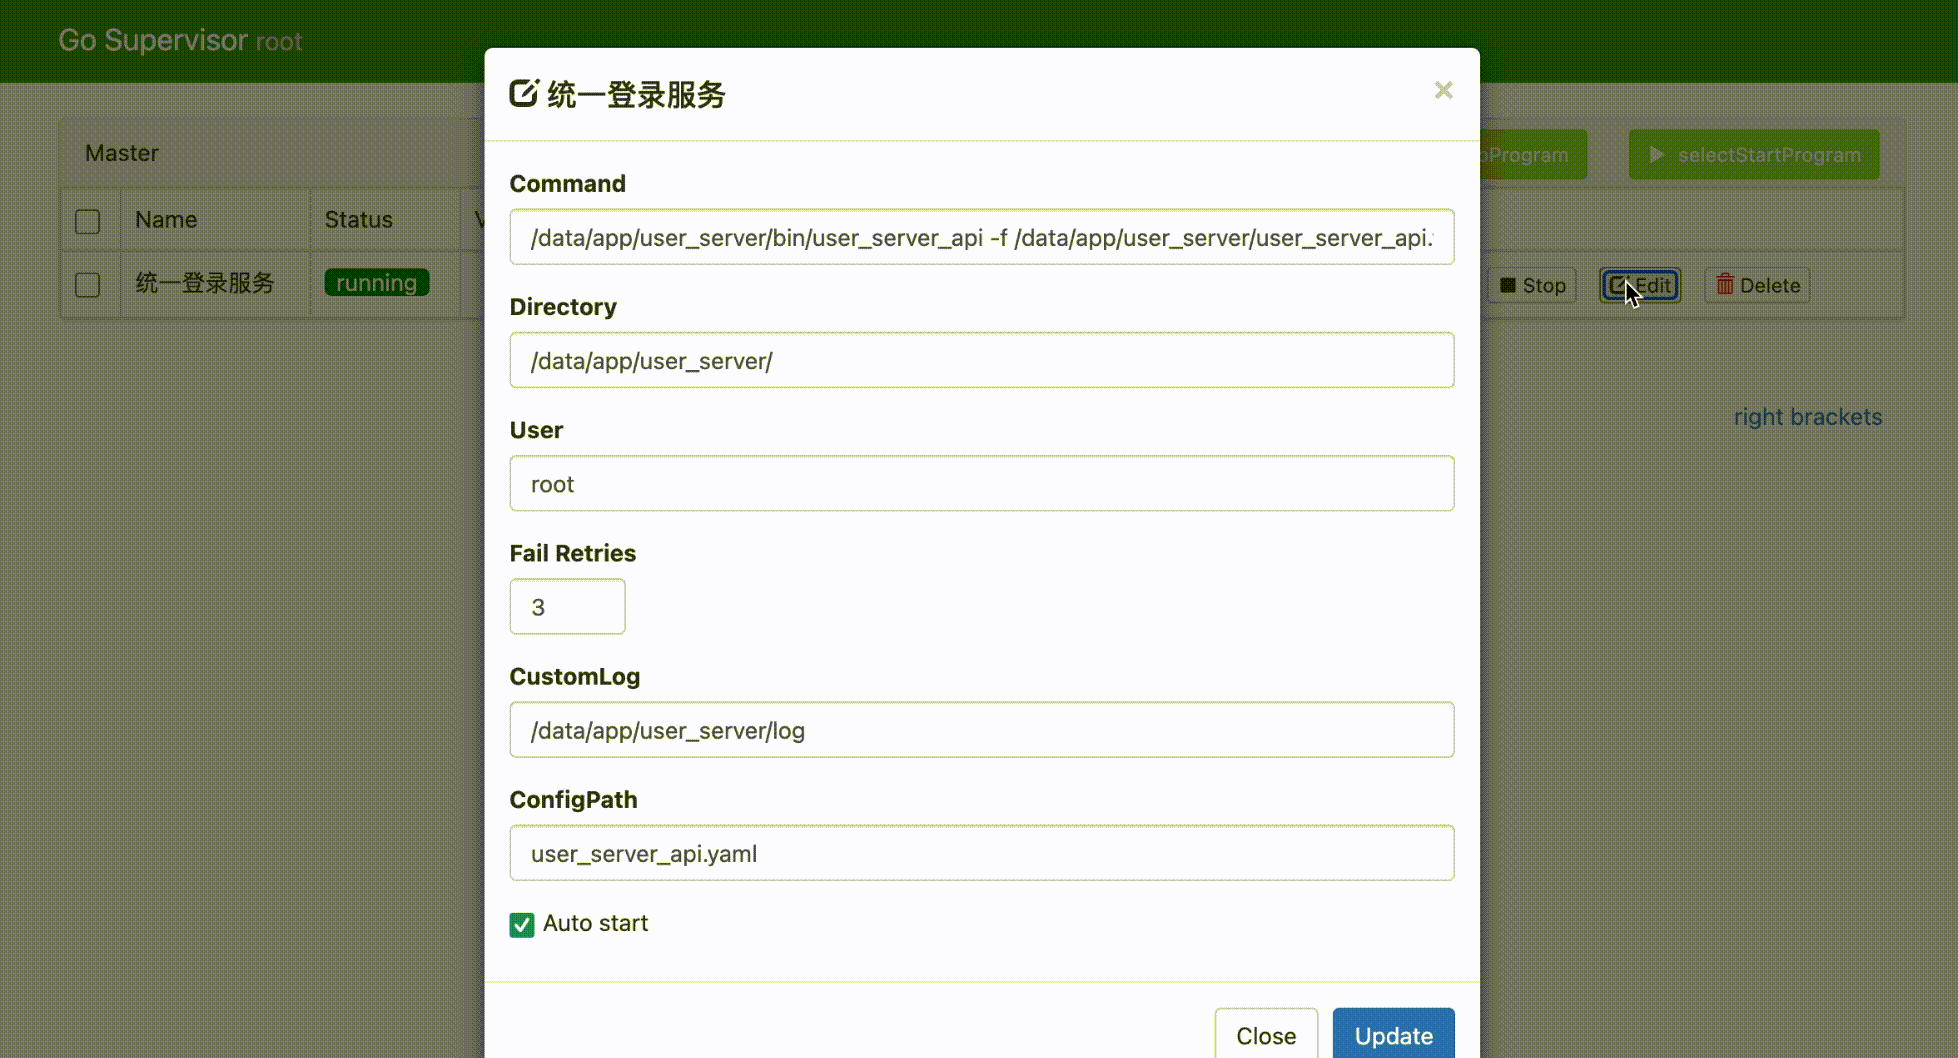 Go Supervisor root
统一登录服务
×
Master
selectStartProgram
Name
Status
统一登录服务
running
Stop
Edit
Delete
right brackets
Command
/data/app/user_server/bin/user_server_api -f /data/app/user_server/user_server_api.
Directory
/data/app/user_server/
User
root
Fail Retries
3
CustomLog
/data/app/user_server/log
ConfigPath
user_server_api.yaml
Auto start
Close
Update